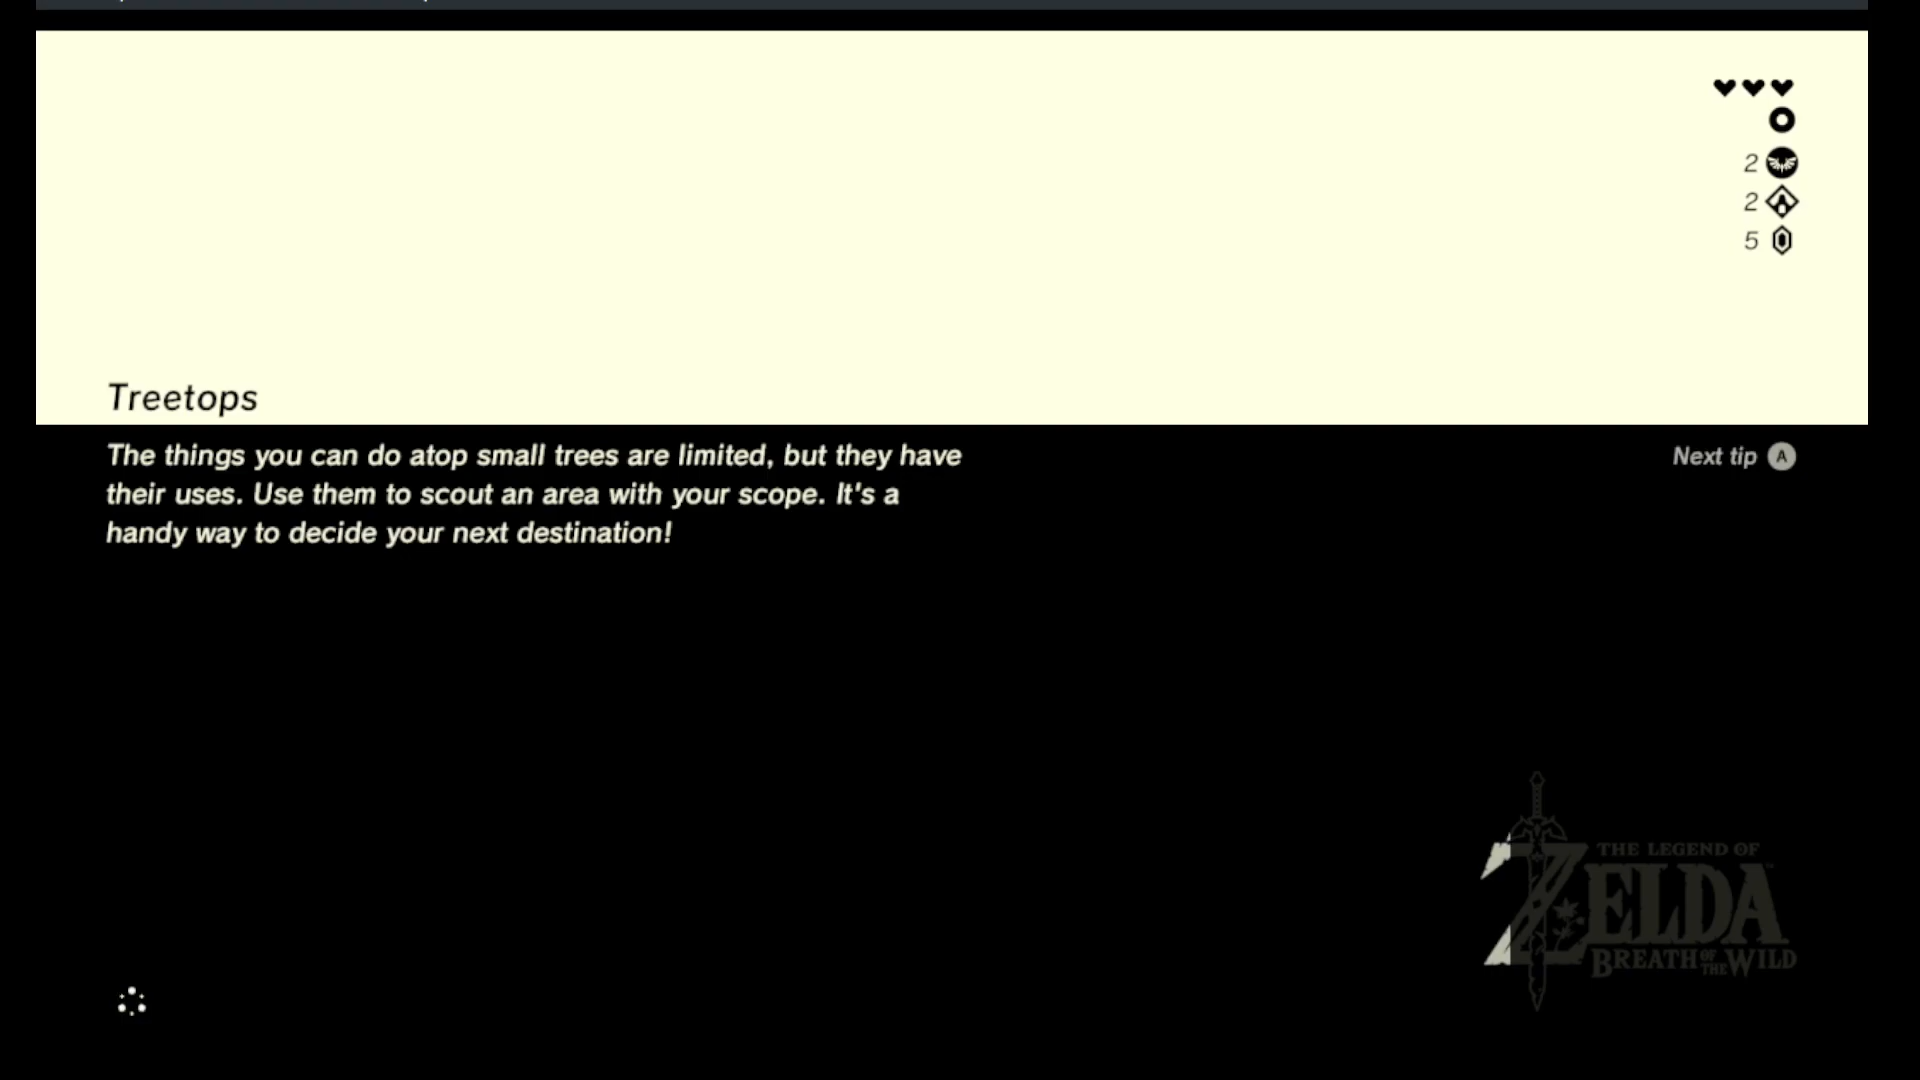 2
2
5
Treetops
The things you can do atop small trees are limited, but they have
their uses. Use them to scout an area with your scope. It's a
handy way to decide your next destination!
Next tip A
THE LEGEND OF
ZELDA
BREATH OF THE WILD